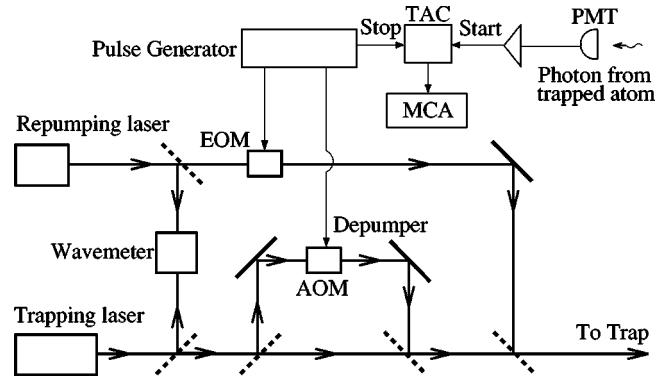 Stop
TAC
Start
PMT
Pulse Generator
Photon from
trapped atom
MCA
Repumping laser
EOM
Depumper
Wavemeter
AOM
Trapping laser
To Trap